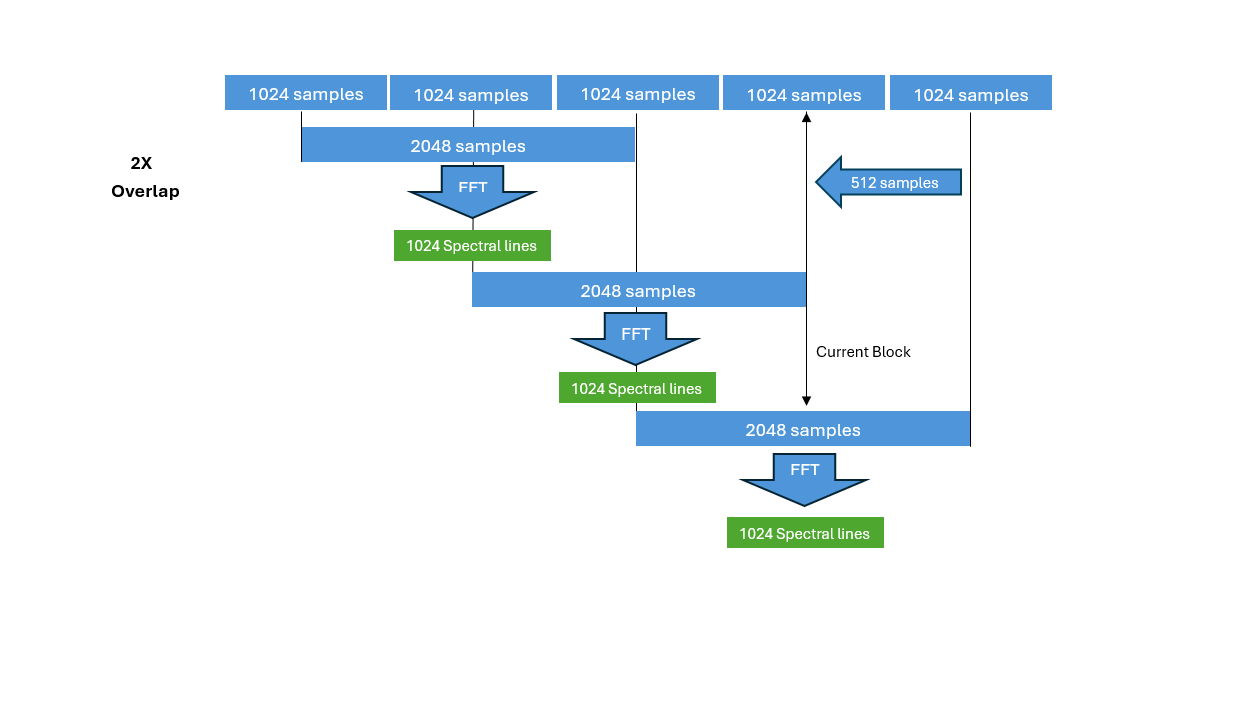 1024 samples
1024 samples
1024 samples
1024 samples
1024 samples
2048 samples
2X
Overlap
512 samples
FFT
1024 Spectral lines
2048 samples
FFT
Current Block
1024 Spectral lines
2048 samples
FFT
1024 Spectral lines